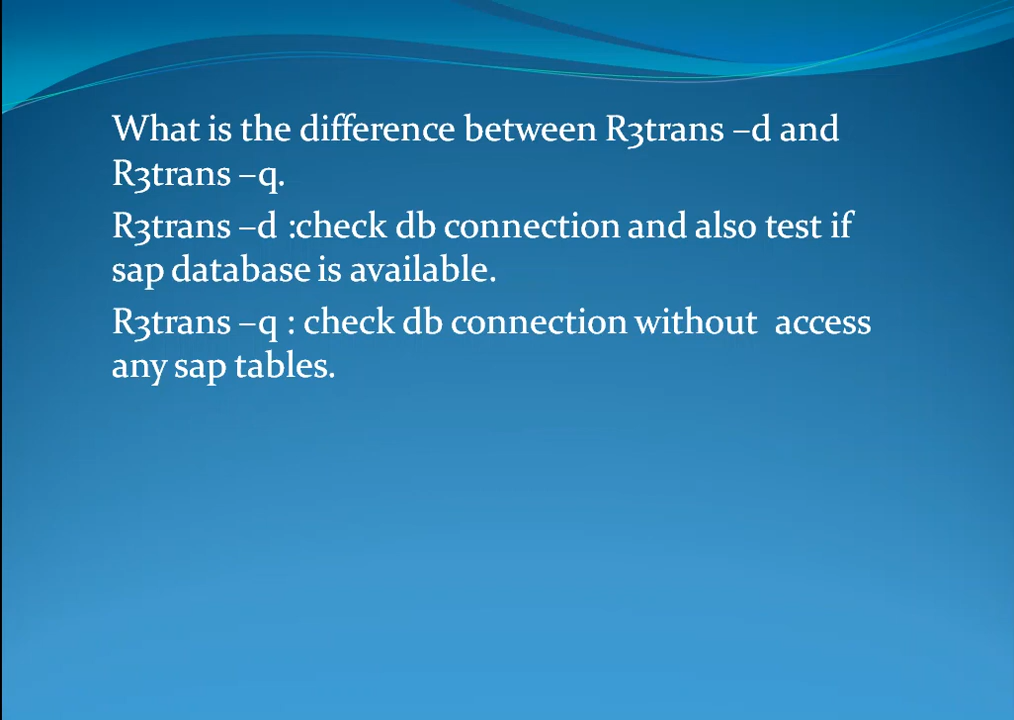 What is the difference between R3trans –d and
R3trans –q.
R3trans –d :check db connection and also test if
sap database is available.
R3trans –q : check db connection without  access
any sap tables.